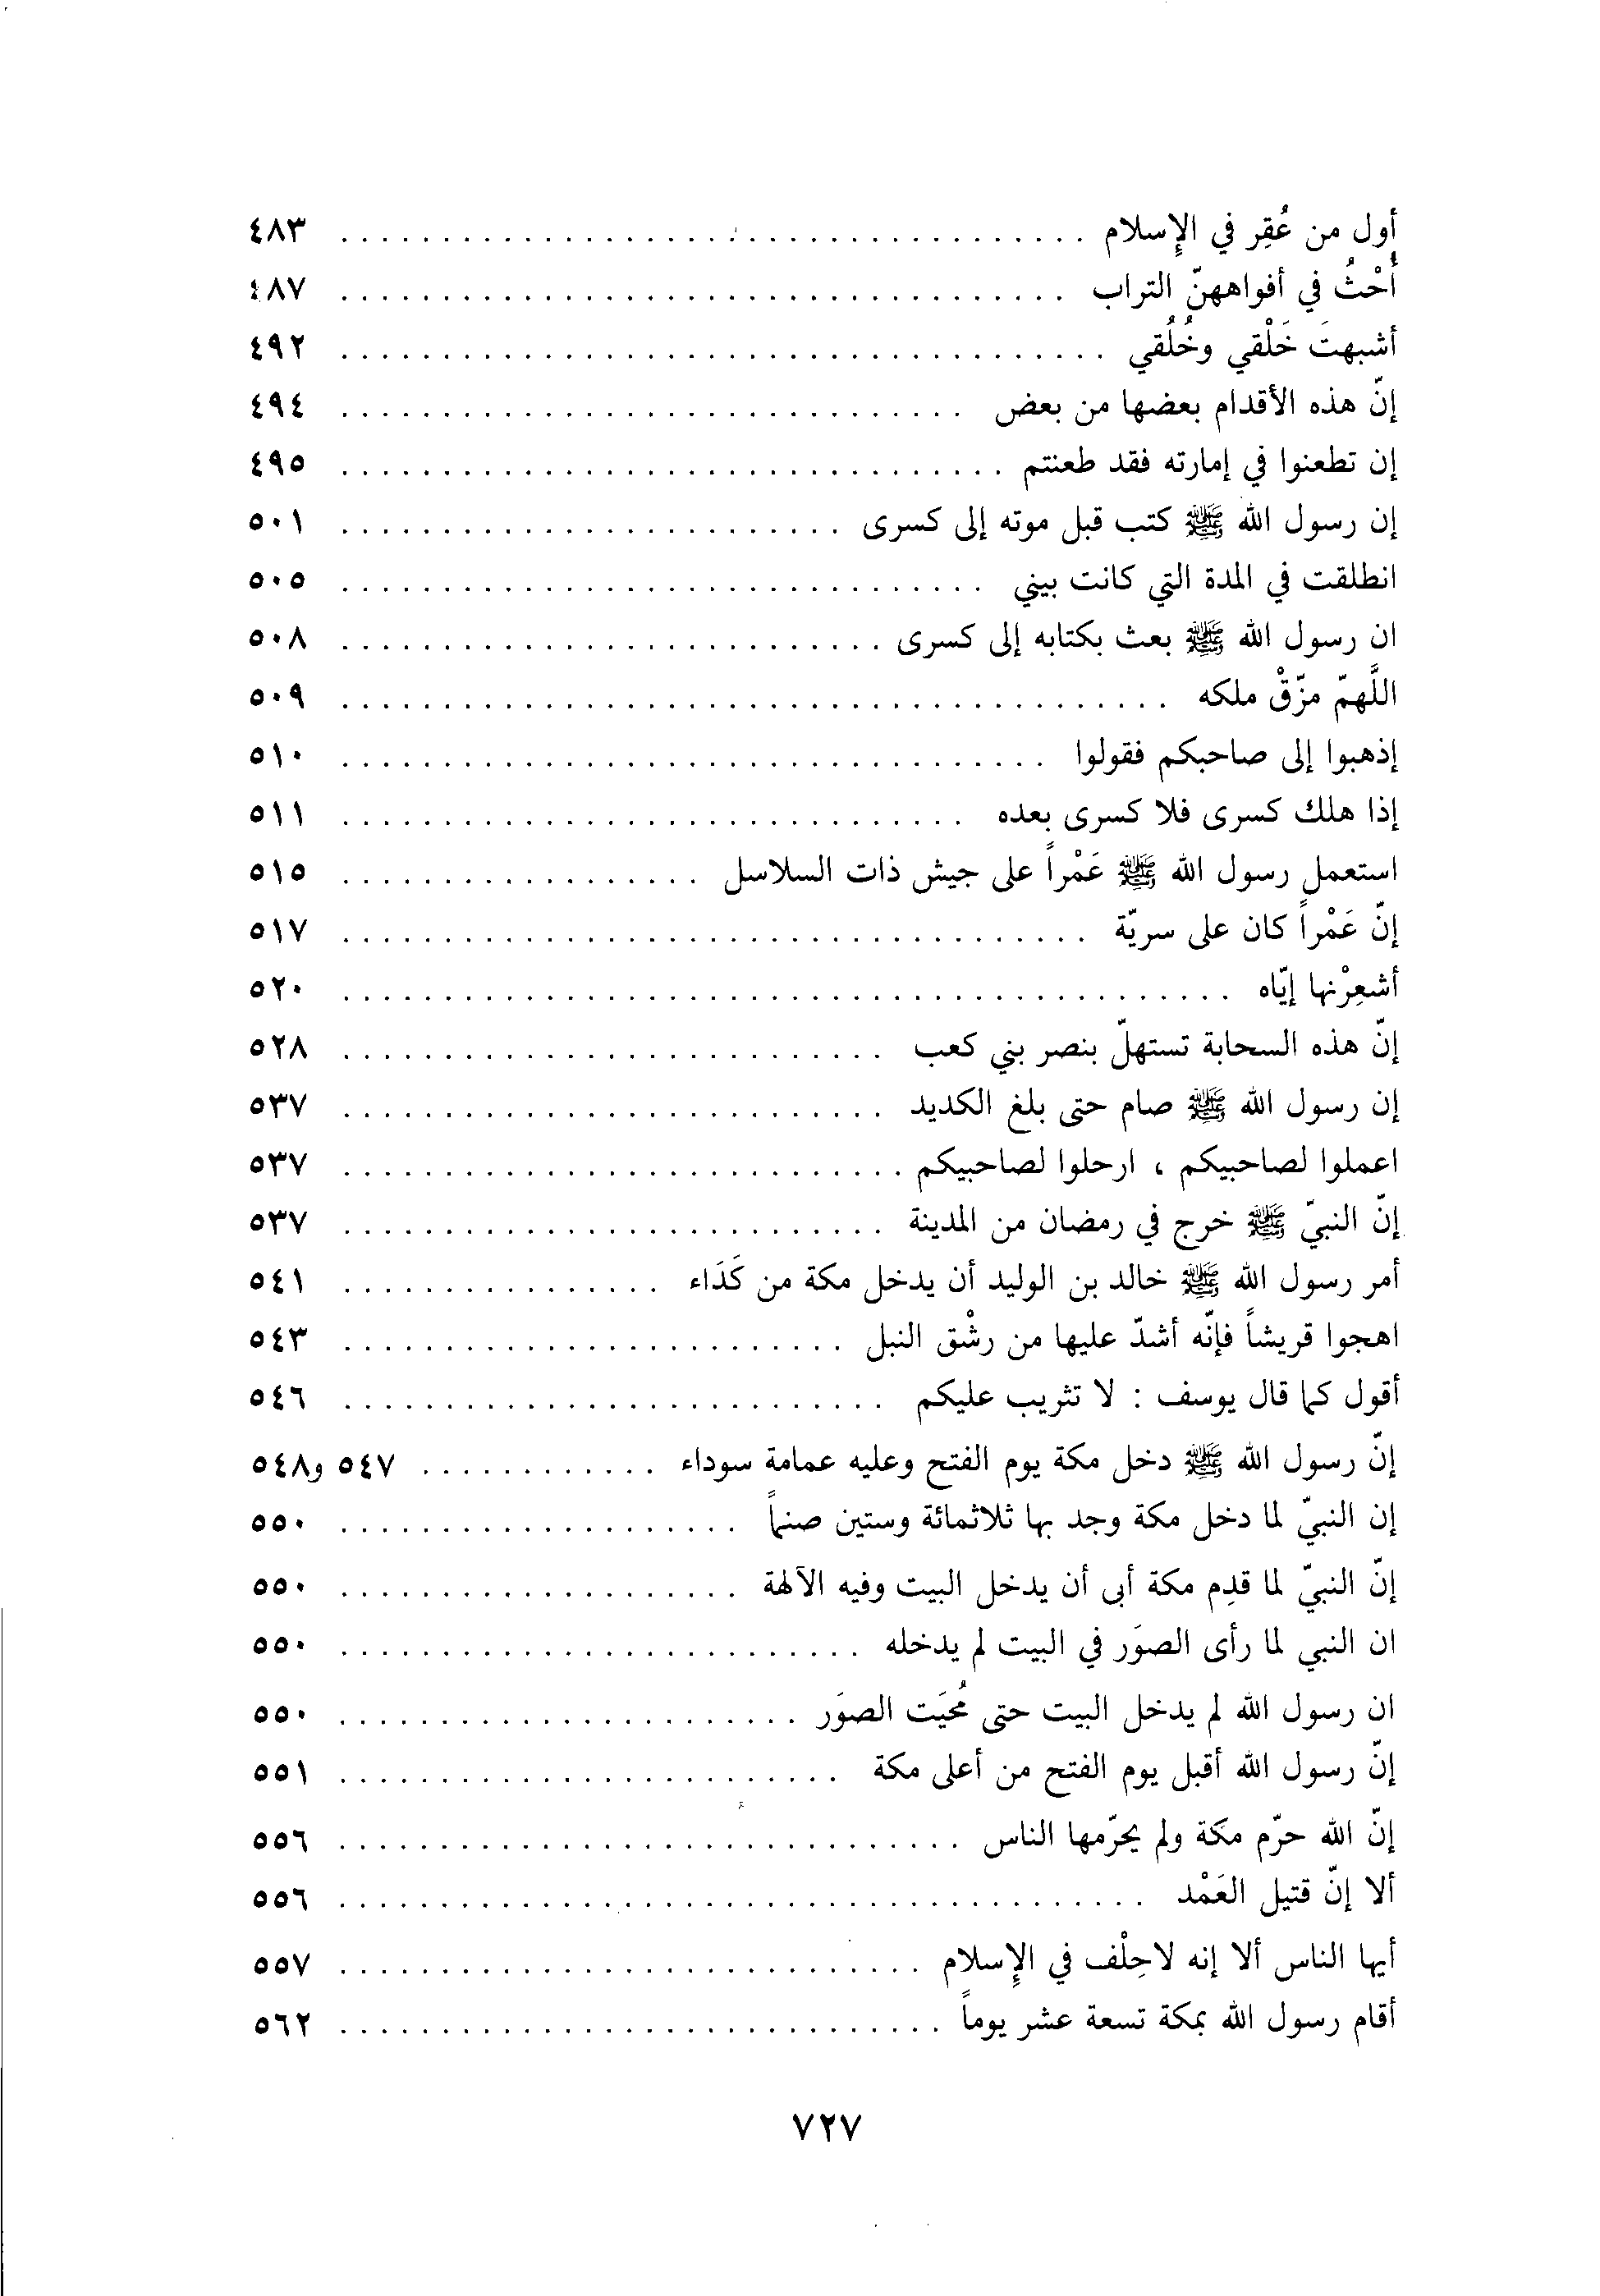 أول من عُقِر في الإِسلام . . . . . . . . . . . . . . . . . . . . ٤٨٣
أُحْثُ في أفواههنّ التراب . . . . . . . . . . . . . . . . . . . . ٤٨٧
أشبهتَ خَلْقي وخُلُقي . . . . . . . . . . . . . . . . . . . . ٤٩٢
إنّ هذه الأقدام بعضها من بعض . . . . . . . . . . . . . . . . . . . . ٤٩٤
إن تطعنوا في إمارته فقد طعنتم . . . . . . . . . . . . . . . . . . . . ٤٩٥
إن رسول الله ﷺ كتب قبل موته إلى كسرى . . . . . . . . . . . . . . . . . . . . ٥٠١
انطلقت في المدة التي كانت بيني . . . . . . . . . . . . . . . . . . . . ٥٠٥
ان رسول الله ﷺ بعث بكتابه إلى كسرى . . . . . . . . . . . . . . . . . . . . ٥٠٨
اللَّهمّ مزّقْ ملكه . . . . . . . . . . . . . . . . . . . . ٥٠٩
إذهبوا إلى صاحبكم فقولوا . . . . . . . . . . . . . . . . . . . . ٥١٠
إذا هلك كسرى فلا كسرى بعده . . . . . . . . . . . . . . . . . . . . ٥١١
استعمل رسول الله ﷺ عَمْراً على جيش ذات السلاسل . . . . . . . . . . . . . . ٥١٥
إنّ عَمْراً كان على سريّة . . . . . . . . . . . . . . . . . . . . ٥١٧
أشعِرْنها إيّاه . . . . . . . . . . . . . . . . . . . . ٥٢٠
إنّ هذه السحابة تستهلّ بنصر بني كعب . . . . . . . . . . . . . . . . . . . . ٥٢٨
إن رسول الله ﷺ صام حتى بلغ الكديد . . . . . . . . . . . . . . . . . . . . ٥٣٧
اعملوا لصاحبيكم ، ارحلوا لصاحبيكم . . . . . . . . . . . . . . . . . . . . ٥٣٧
إنّ النبيّ ﷺ خرج في رمضان من المدينة . . . . . . . . . . . . . . . . . . . . ٥٣٧
أمر رسول الله ﷺ خالد بن الوليد أن يدخل مكة من كَدَاء . . . . . . . . . . . . . ٥٤١
اهجوا قريشاً فإنّه أشدّ عليها من رشْق النبل . . . . . . . . . . . . . . . . . . . . ٥٤٣
أقول كما قال يوسف : لا تثريب عليكم . . . . . . . . . . . . . . . . . . . . ٥٤٦
إنّ رسول الله ﷺ دخل مكة يوم الفتح وعليه عمامة سوداء . . . . . . . . . . ٥٤٧ و٥٤٨
إن النبيّ لما دخل مكة وجد بها ثلاثمائة وستين صنماً . . . . . . . . . . . . . . . . ٥٥٠
إنّ النبيّ لما قدِم مكة أبى أن يدخل البيت وفيه الآلهة . . . . . . . . . . . . . . . . ٥٥٠
ان النبي لما رأى الصوَر في البيت لم يدخله . . . . . . . . . . . . . . . . . . . . ٥٥٠
ان رسول الله لم يدخل البيت حتى مُحيَت الصوَر . . . . . . . . . . . . . . . . . . ٥٥٠
إنّ رسول الله أقبل يوم الفتح من أعلى مكة . . . . . . . . . . . . . . . . . . . . ٥٥١
إنّ الله حرّم مكة ولم يحرّمها الناس . . . . . . . . . . . . . . . . . . . . ٥٥٦
ألا إنّ قتيل العَمْد . . . . . . . . . . . . . . . . . . . . ٥٥٦
أيها الناس ألا إنه لاحِلْف في الإِسلام . . . . . . . . . . . . . . . . . . . . ٥٥٧
أقام رسول الله بمكة تسعة عشر يوماً . . . . . . . . . . . . . . . . . . . . ٥٦٢
٧٢٧